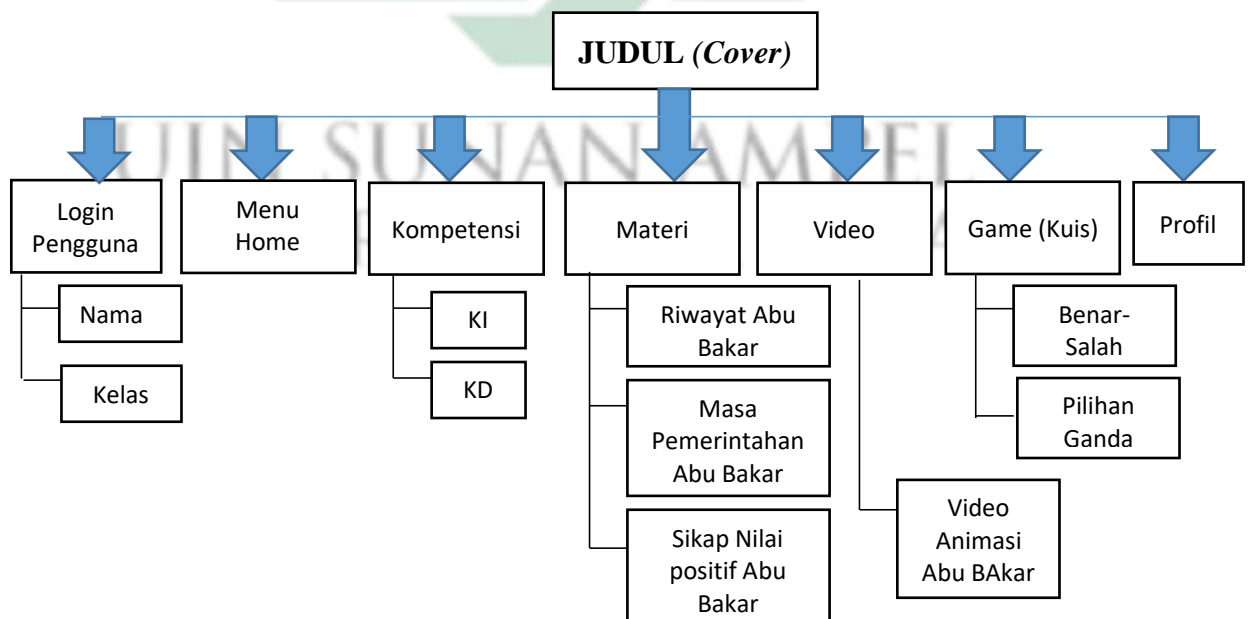 JUDUL (Cover)
UIN SUNAN AMPEL
Login
Pengguna
Menu
Home
Kompetensi
Materi
Video
Game (Kuis)
Profil
Nama
Kelas
KI
KD
Riwayat Abu
Bakar
Masa
Pemerintahan
Abu Bakar
Sikap Nilai
positif Abu
Bakar
Video
Animasi
Abu BAkar
Benar-
Salah
Pilihan
Ganda